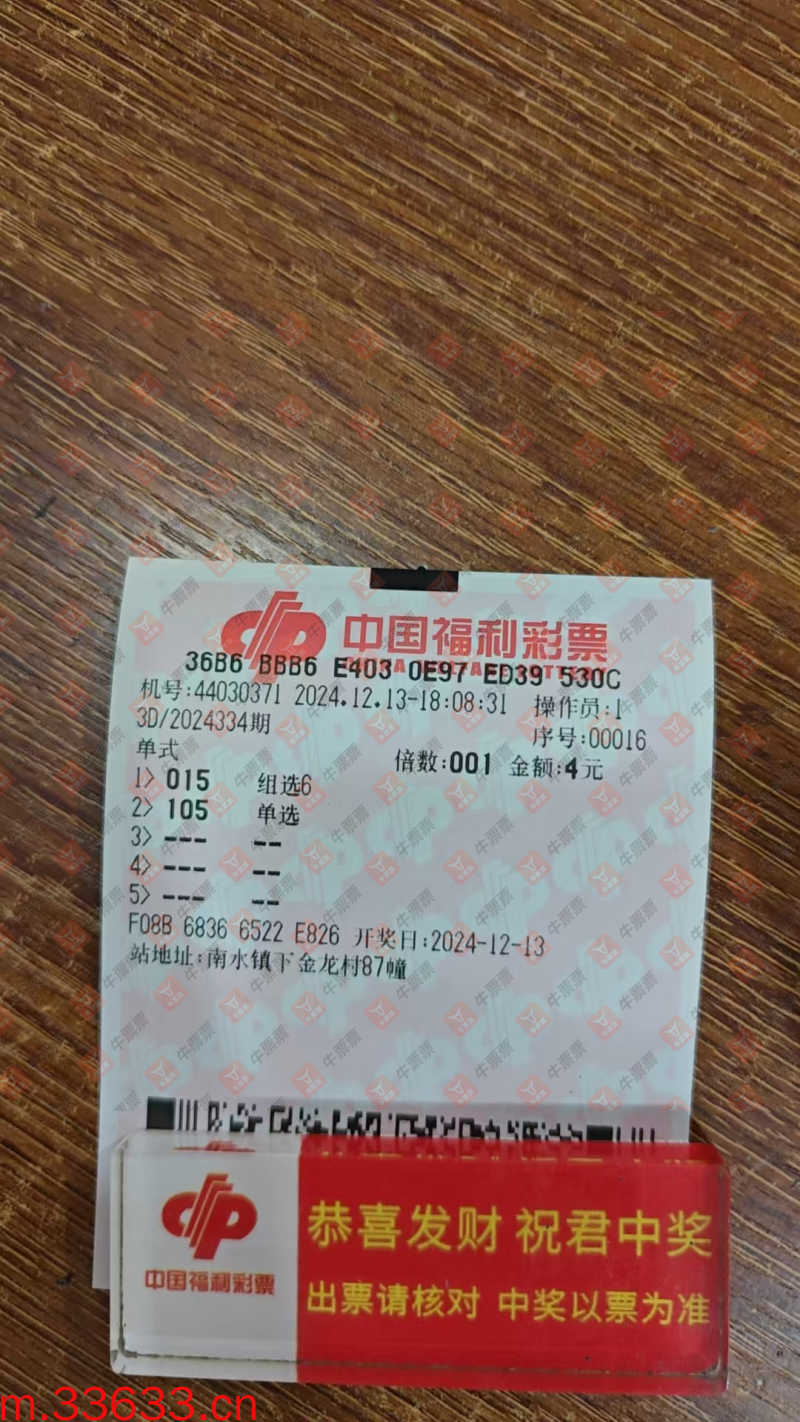 中国福利彩票
36B6 BBB6 E403 0E97 ED39 530C
机号:44030371 2024.12.13-18:08:31 操作员:1
3D/2024334期 序号:00016
单式 倍数:001 金额:4元
1> 015 组选6
2> 105 单选
3> --- --
4> --- --
5> --- --
F08B 6836 6522 E826 开奖日:2024-12-13
站地址:南水镇下金龙村87幢
中国福利彩票
恭喜发财 祝君中奖
出票请核对 中奖以票为准
m.33633.cn
牛票票